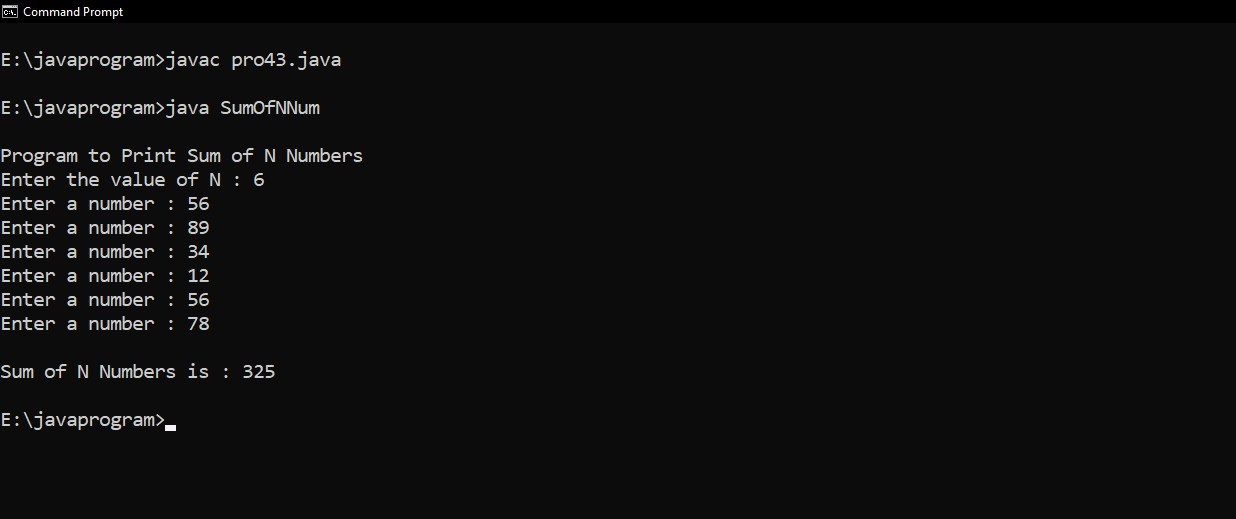 Command Prompt
E:\javaprogram>javac pro43.java
E:\javaprogram>java SumOfNNum
Program to Print Sum of N Numbers
Enter the value of N : 6
Enter a number : 56
Enter a number : 89
Enter a number : 34
Enter a number : 12
Enter a number : 56
Enter a number : 78
Sum of N Numbers is : 325
E:\javaprogram>